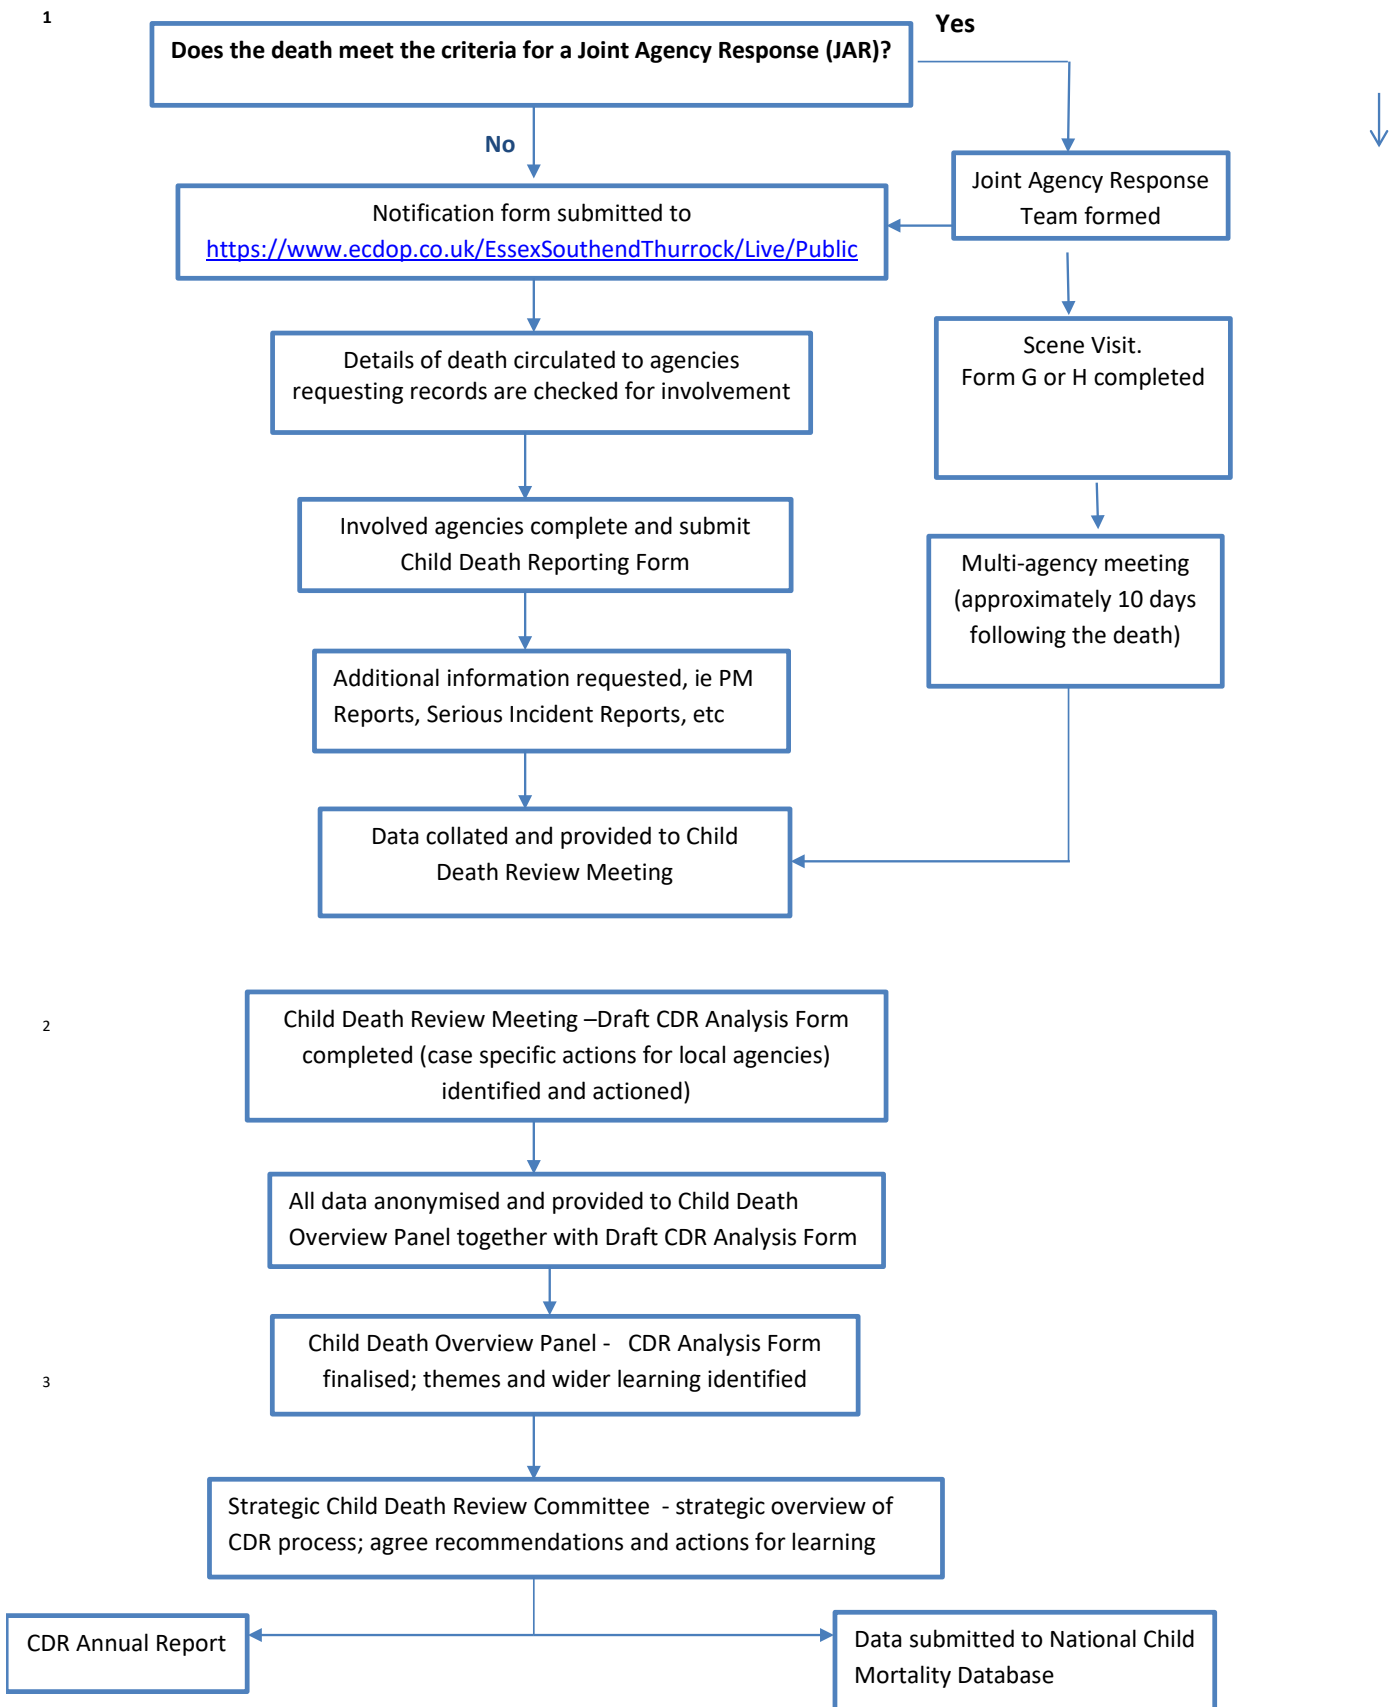 1
Yes
Does the death meet the criteria for a Joint Agency Response (JAR)?
No
Joint Agency Response
Team formed
Notification form submitted to
https://www.ecdop.co.uk/EssexSouthendThurrock/Live/Public
Scene Visit.
Form G or H completed
Details of death circulated to agencies
requesting records are checked for involvement
Involved agencies complete and submit
Child Death Reporting Form
Multi-agency meeting
(approximately 10 days
following the death)
Additional information requested, ie PM
Reports, Serious Incident Reports, etc
Data collated and provided to Child
Death Review Meeting
2
Child Death Review Meeting –Draft CDR Analysis Form
completed (case specific actions for local agencies)
identified and actioned)
All data anonymised and provided to Child Death
Overview Panel together with Draft CDR Analysis Form
Child Death Overview Panel - CDR Analysis Form
finalised; themes and wider learning identified
3
Strategic Child Death Review Committee - strategic overview of
CDR process; agree recommendations and actions for learning
CDR Annual Report
Data submitted to National Child
Mortality Database